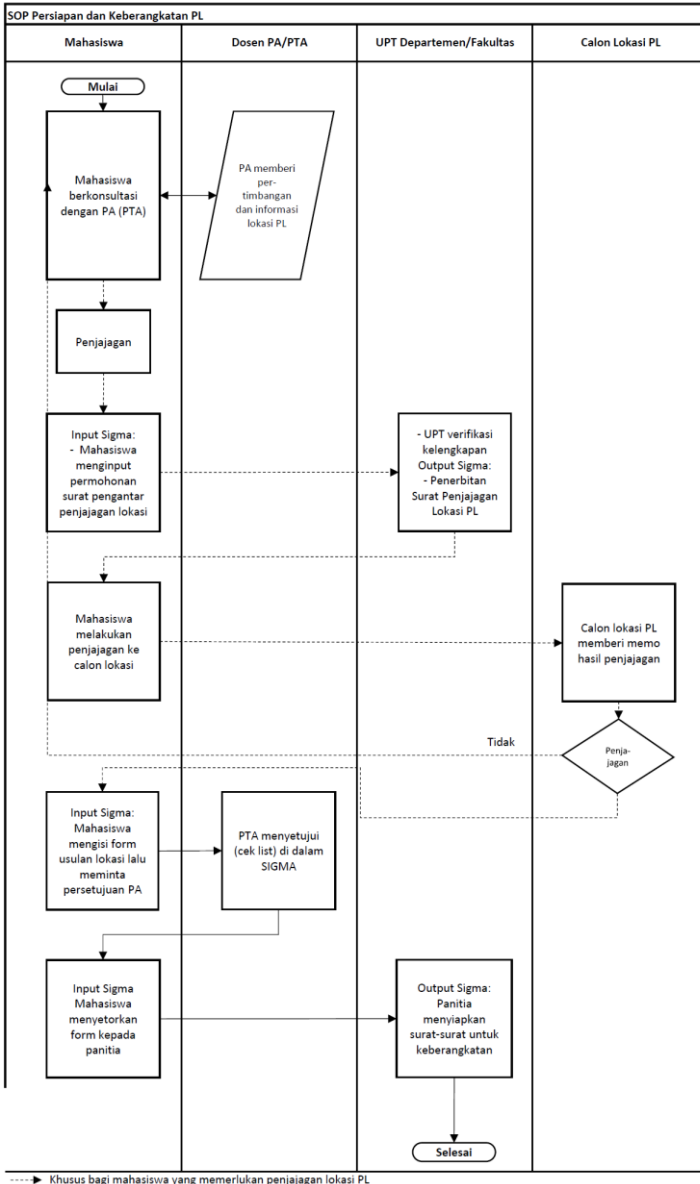 SOP Persiapan dan Keberangkatan PL
Mahasiswa
Dosen PA/PTA
UPT Departemen/Fakultas
Calon Lokasi PL
Mulai
Mahasiswa
berkonsultasi
dengan PA (PTA)
PA memberi
per-
timbangan
dan informasi
lokasi PL
Penjajagan
Input Sigma:
- Mahasiswa
menginput
permohonan
surat pengantar
penjajagan lokasi
- UPT verifikasi
kelengkapan
Output Sigma:
- Penerbitan
Surat Penjajagan
Lokasi PL
Mahasiswa
melakukan
penjajagan ke
calon lokasi
Calon lokasi PL
memberi memo
hasil penjajagan
Tidak
Penja-
jagan
Input Sigma:
Mahasiswa
mengisi form
usulan lokasi lalu
meminta
persetujuan PA
PTA menyetujui
(cek list) di dalam
SIGMA
Input Sigma
Mahasiswa
menyetorkan
form kepada
panitia
Output Sigma:
Panitia
menyiapkan
surat-surat untuk
keberangkatan
Selesai
Khusus bagi mahasiswa yang memerlukan penjajagan lokasi PL